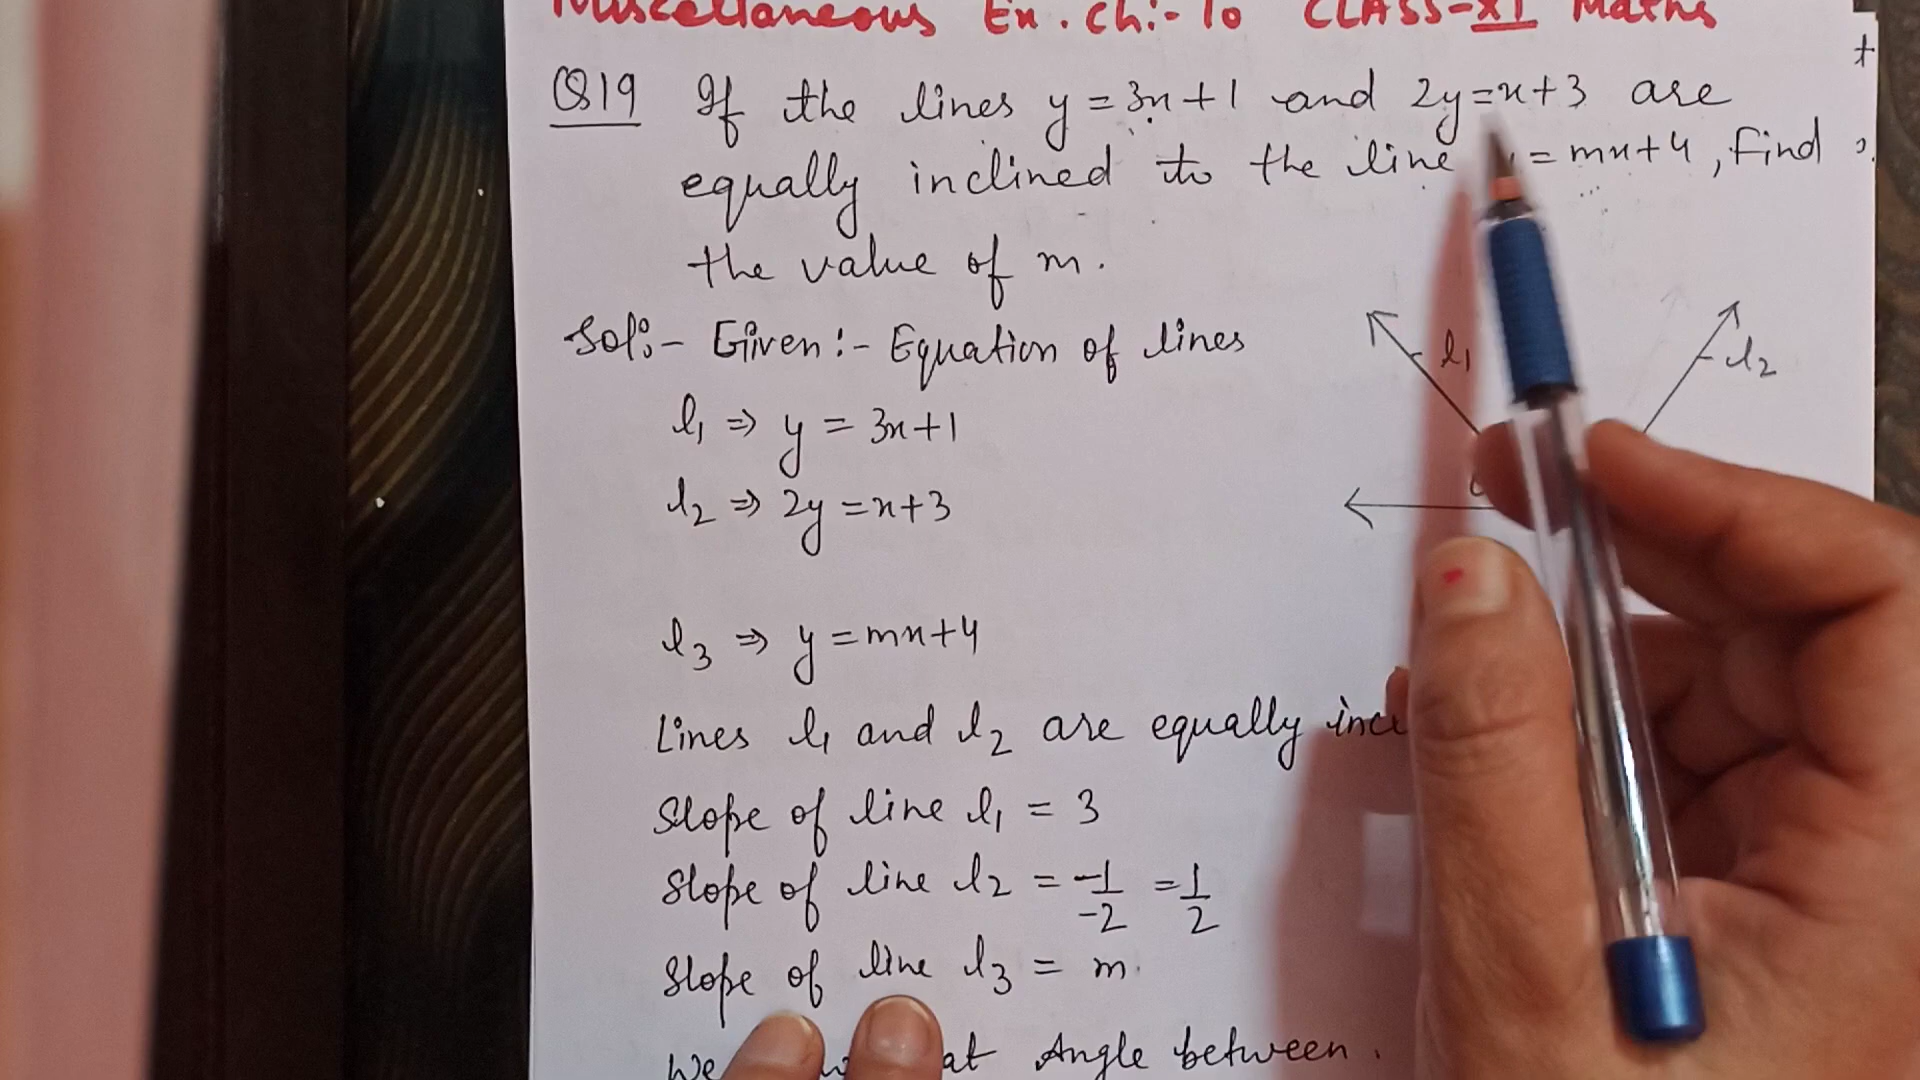 Miscellaneous Ex. Ch:- 10 CLASS-XI Maths
Q19 If the lines y = 3x+1 and 2y=x+3 are
equally inclined to the line = mx+4, find
the value of m.
Sol:- Given:- Equation of lines
l₁ ⇒ y = 3x+1
l₂ ⇒ 2y = x+3
l₃ ⇒ y = mx+4
Lines l₁ and l₂ are equally
Slope of line l₁ = 3
Slope of line l₂ = -1/-2 = 1/2
Slope of line l₃ = m.
We Angle between.
l₁
l₂